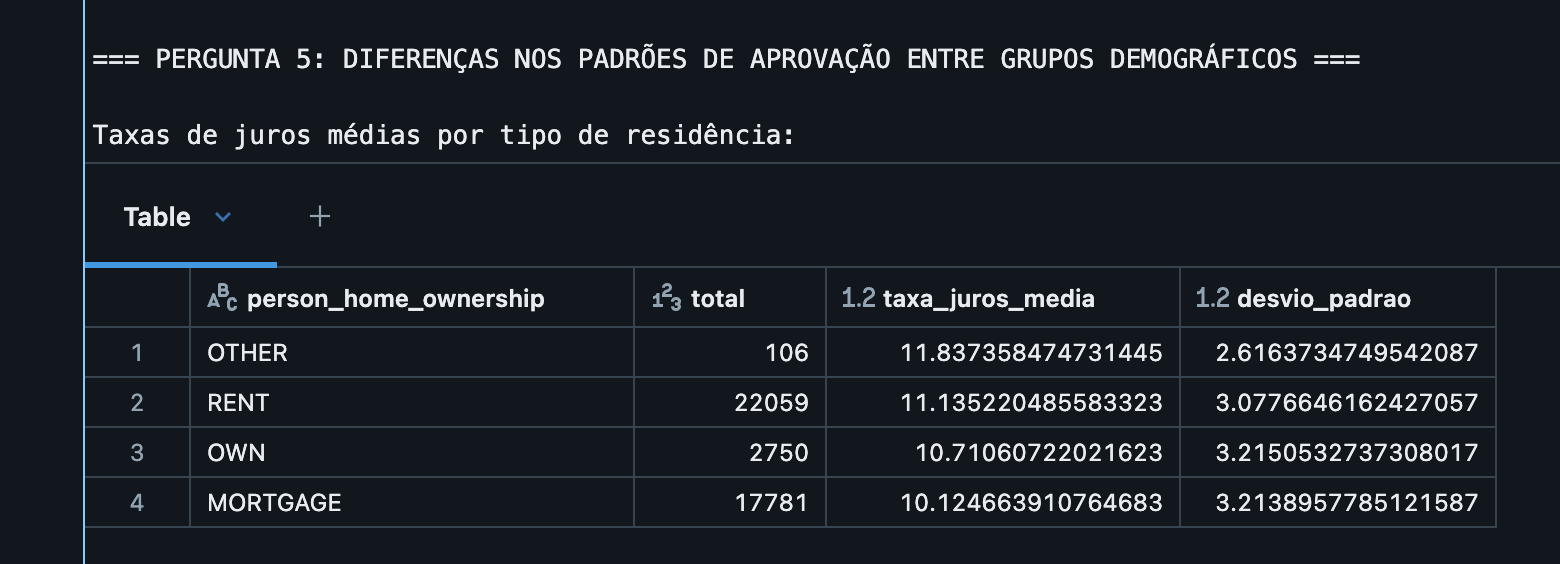 === PERGUNTA 5: DIFERENÇAS NOS PADRÕES DE APROVAÇÃO ENTRE GRUPOS DEMOGRÁFICOS ===
Taxas de juros médias por tipo de residência:
Table
ABC person_home_ownership 123 total 1.2 taxa_juros_media 1.2 desvio_padrao
1 OTHER 106 11.837358474731445 2.6163734749542087
2 RENT 22059 11.135220485583323 3.0776646162427057
3 OWN 2750 10.71060722021623 3.2150532737308017
4 MORTGAGE 17781 10.124663910764683 3.2138957785121587